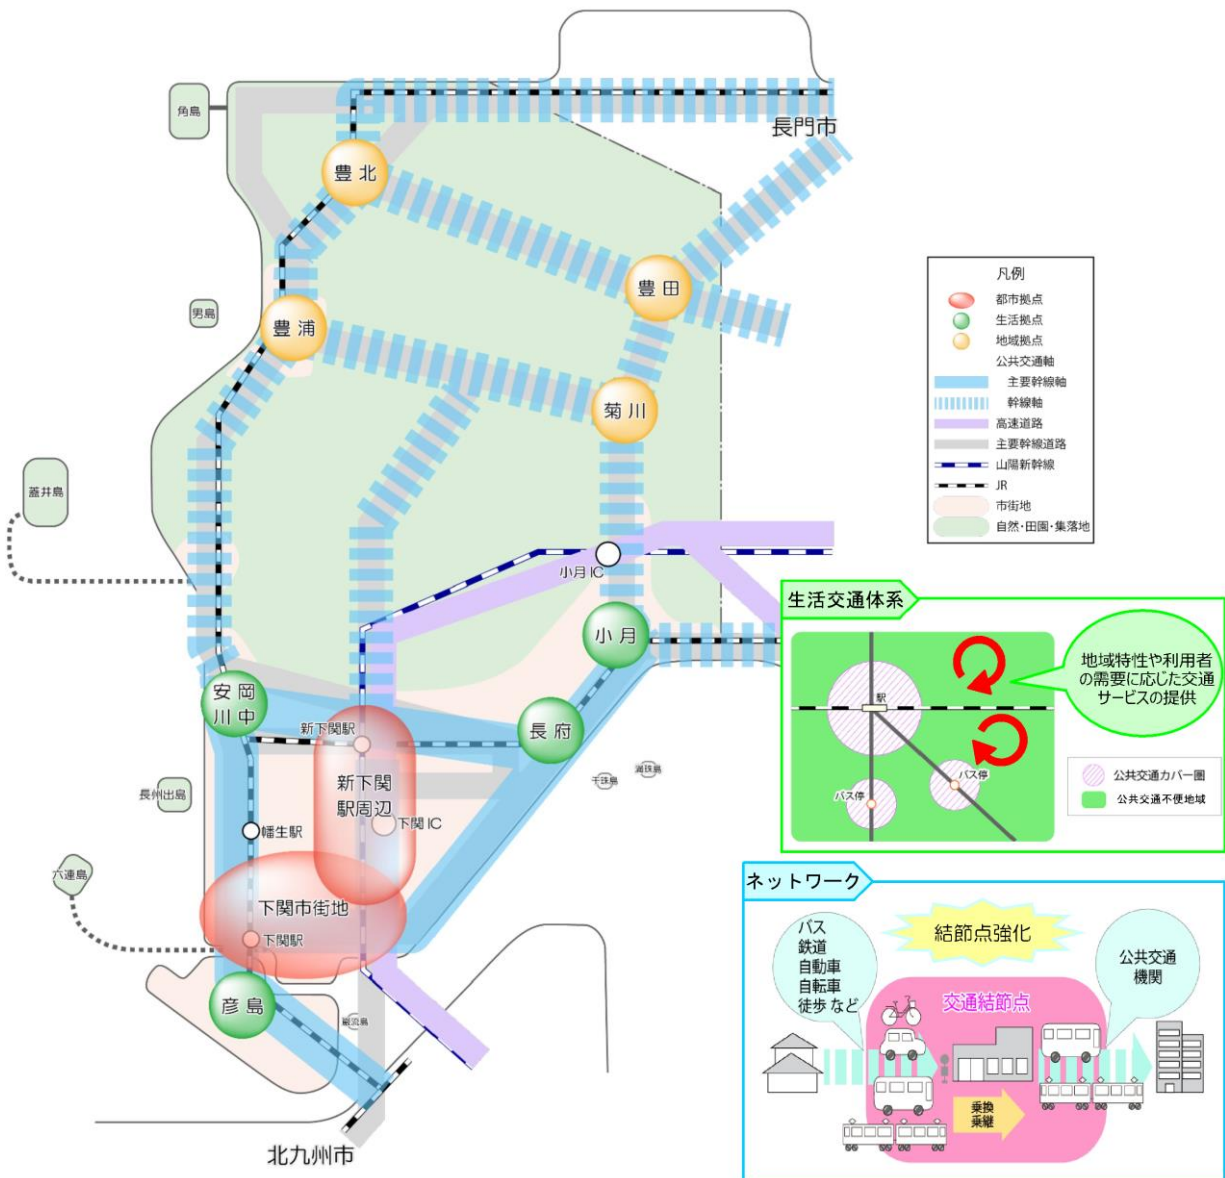 角島
長門市
豊北
豊田
男島
豊浦
菊川
蓋井島
小月IC
小月
安岡
川中
新下関駅
長府
新下関
駅周辺
干珠島
満珠島
長州出島
下関IC
幡生駅
六連島
下関市街地
下関駅
彦島
巌流島
北九州市
凡例
都市拠点
生活拠点
地域拠点
公共交通軸
主要幹線軸
幹線軸
高速道路
主要幹線道路
山陽新幹線
JR
市街地
自然・田園・集落地
生活交通体系
駅
バス停
バス停
地域特性や利用者
の需要に応じた交通
サービスの提供
公共交通カバー圏
公共交通不便地域
ネットワーク
バス
鉄道
自動車
自転車
徒歩 など
結節点強化
公共交通
機関
交通結節点
乗換
乗継